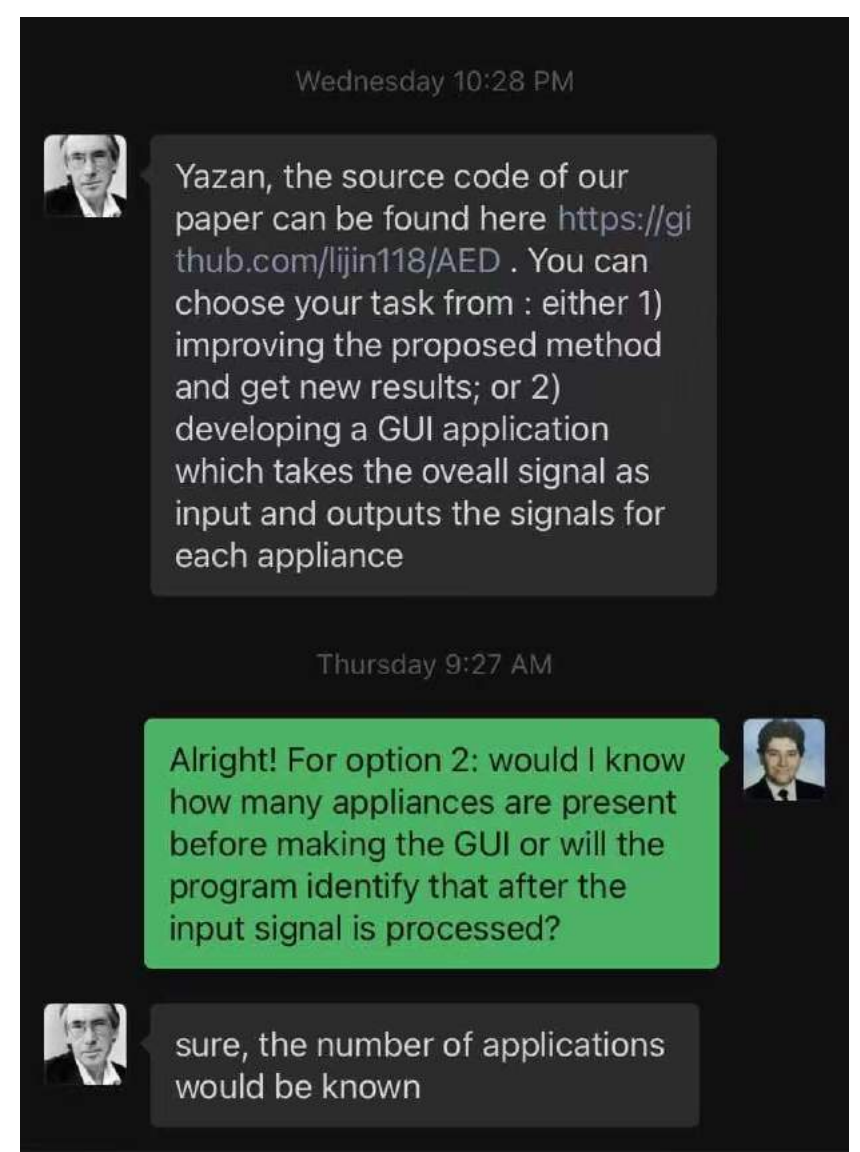 Wednesday 10:28 PM
Yazan, the source code of our
paper can be found here https://gi
thub.com/lijin118/AED . You can
choose your task from : either 1)
improving the proposed method
and get new results; or 2)
developing a GUI application
which takes the oveall signal as
input and outputs the signals for
each appliance
Thursday 9:27 AM
Alright! For option 2: would I know
how many appliances are present
before making the GUI or will the
program identify that after the
input signal is processed?
sure, the number of applications
would be known